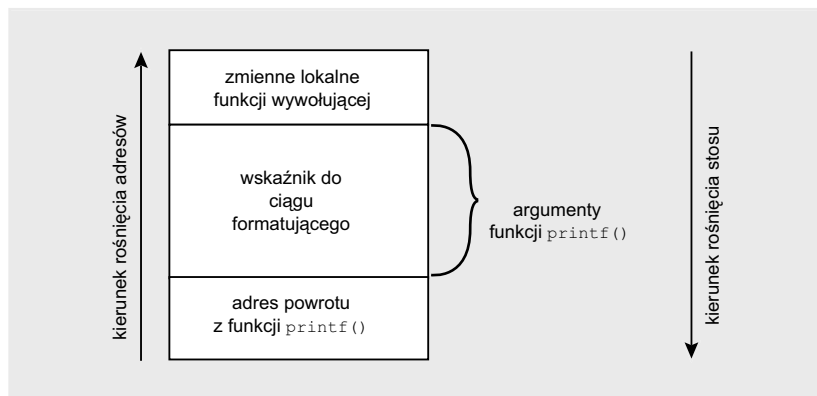 zmienne lokalne
funkcji wywołującej
wskaźnik do
ciągu
formatującego
adres powrotu
z funkcji printf()
argumenty
funkcji printf()
kierunek rośnięcia adresów
kierunek rośnięcia stosu